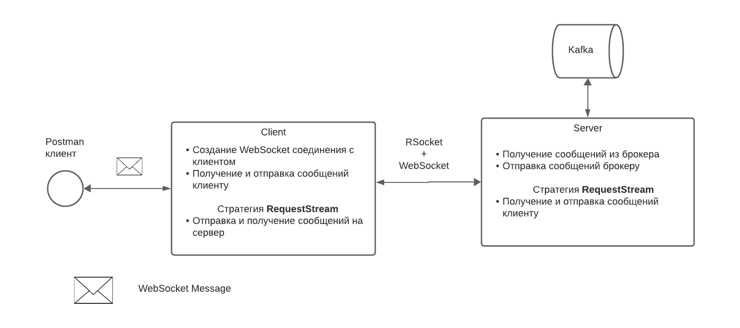 Kafka
Postman
клиент
Client
• Создание WebSocket соединения с
клиентом
• Получение и отправка сообщений
клиенту
Стратегия RequestStream
• Отправка и получение сообщений на
сервер
RSocket
+
WebSocket
Server
• Получение сообщений из брокера
• Отправка сообщений брокеру
Стратегия RequestStream
• Получение и отправка сообщений
клиенту
WebSocket Message